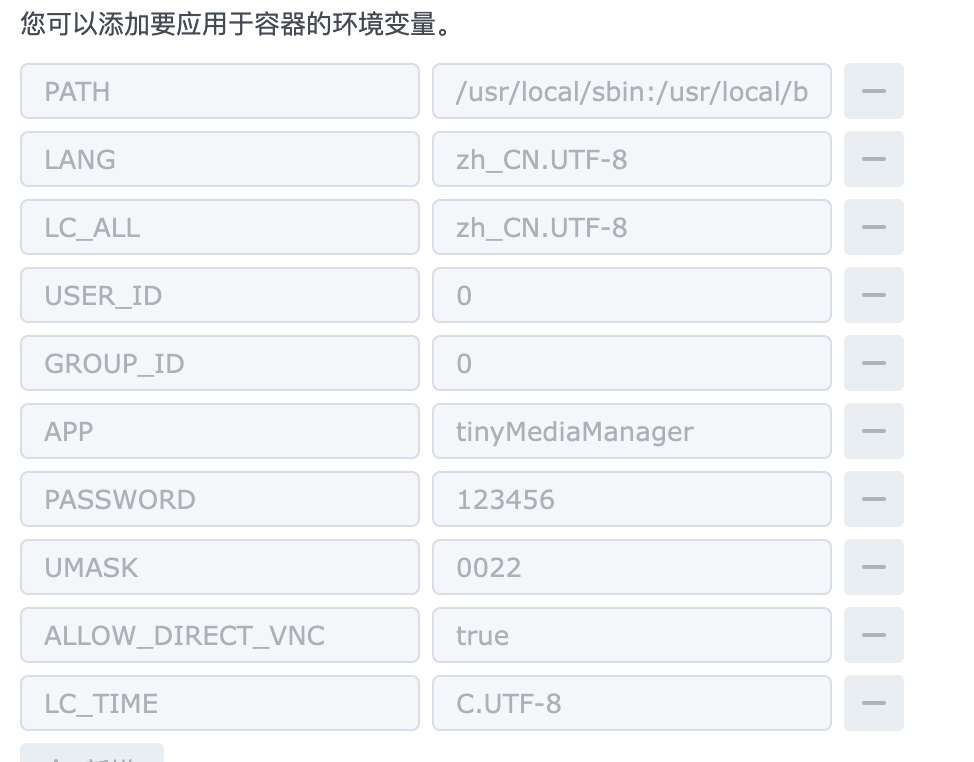 您可以添加要应用于容器的环境变量。
PATH /usr/local/sbin:/usr/local/b
LANG zh_CN.UTF-8
LC_ALL zh_CN.UTF-8
USER_ID 0
GROUP_ID 0
APP tinyMediaManager
PASSWORD 123456
UMASK 0022
ALLOW_DIRECT_VNC true
LC_TIME C.UTF-8